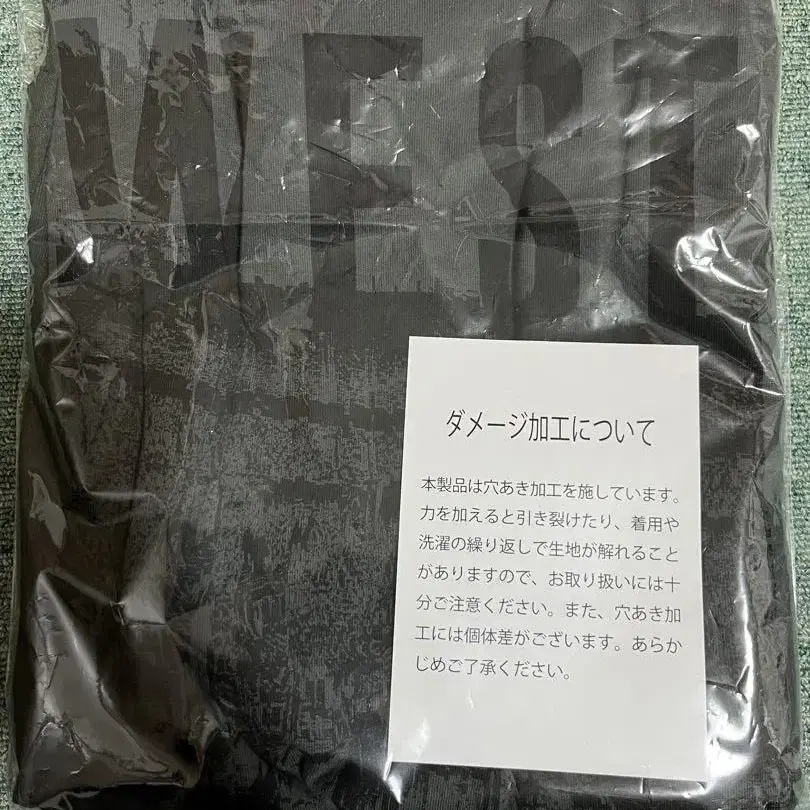 WEST
ダメージ加工について
本製品は穴あき加工を施しています。
力を加えると引き裂けたり、着用や
洗濯の繰り返しで生地が解れること
がありますので、お取り扱いには十
分ご注意ください。また、穴あき加
工には個体差がございます。あらか
じめご了承ください。